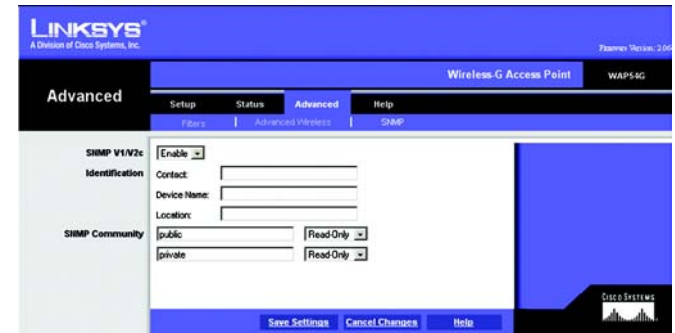 LINKSYS®
A Division of Cisco Systems, Inc.
Firmware Version: 2.06
Wireless-G Access Point WAP54G
Advanced
Setup Status Advanced Help
Filters | Advanced Wireless | SNMP
SNMP V1/V2c Enable
Identification Contact:
Device Name:
Location:
SNMP Community public Read-Only
private Read-Only
Save Settings Cancel Changes Help
CISCO SYSTEMS